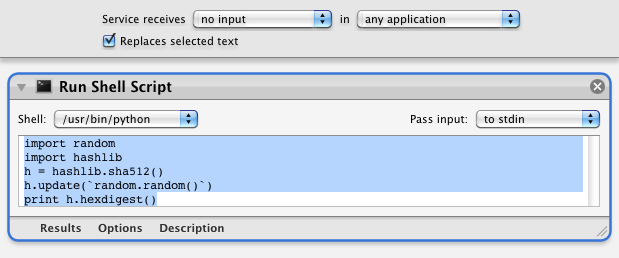 Service receives no input in any application
Replaces selected text
Run Shell Script
Shell: /usr/bin/python Pass input: to stdin
import random
import hashlib
h = hashlib.sha512()
h.update(`random.random()`)
print h.hexdigest()
Results Options Description